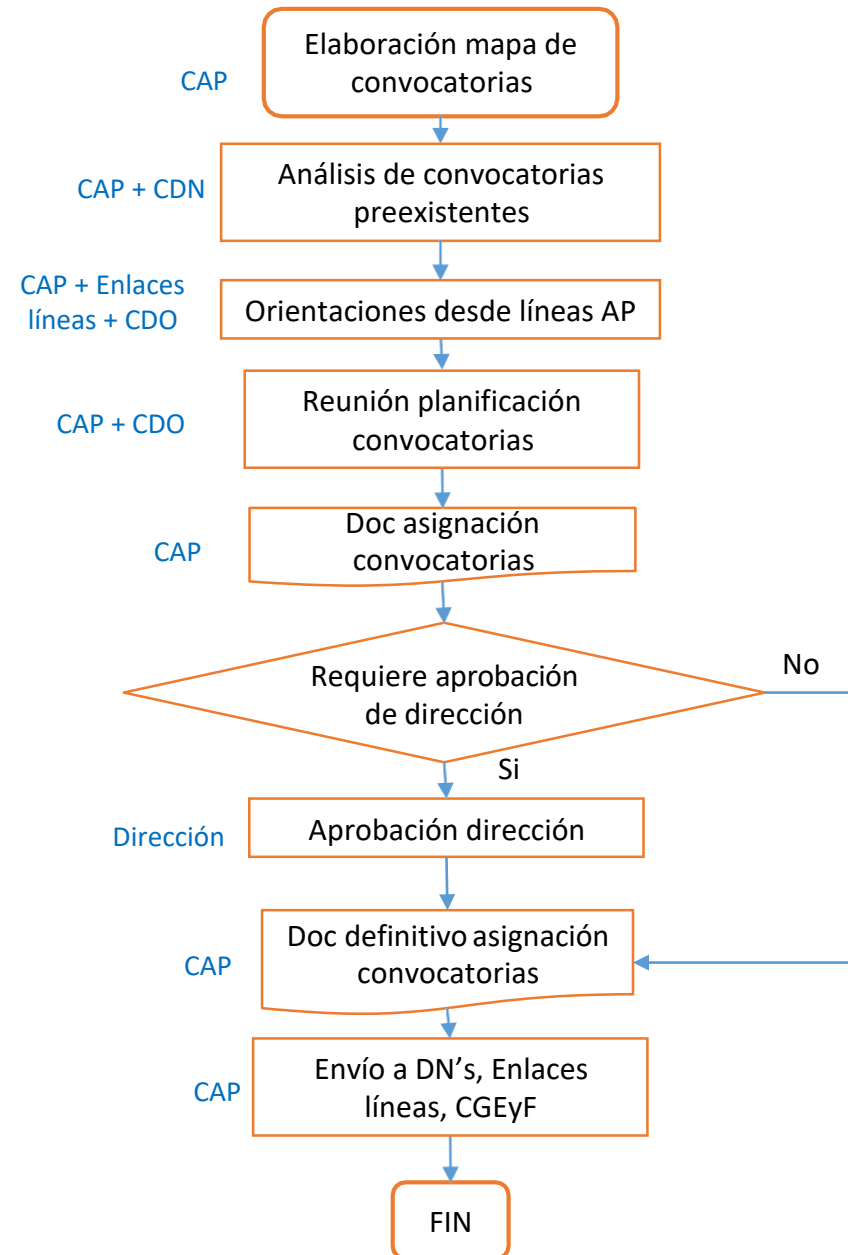 Elaboración mapa de
convocatorias
CAP
Análisis de convocatorias
preexistentes
CAP + CDN
CAP + Enlaces
líneas + CDO
Orientaciones desde líneas AP
Reunión planificación
convocatorias
CAP + CDO
Doc asignación
convocatorias
CAP
Requiere aprobación
de dirección
No
Si
Dirección
Aprobación dirección
Doc definitivo asignación
convocatorias
CAP
Envío a DN’s, Enlaces
líneas, CGEyF
CAP
FIN